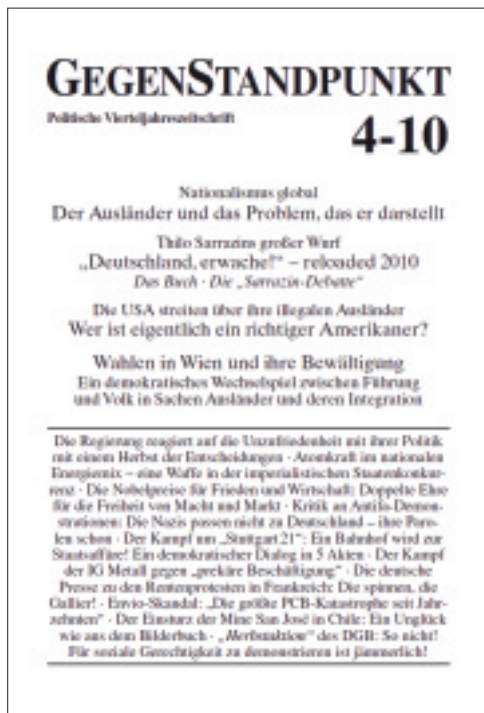 GEGENSTANDPUNKT
Politische Vierteljahreszeitschrift
4-10
Nationalismus global
Der Ausländer und das Problem, das er darstellt
Thilo Sarrazins großer Wurf
„Deutschland, erwache!“ – reloaded 2010
Das Buch · Die „Sarrazin-Debatte“
Die USA streiten über ihre illegalen Ausländer
Wer ist eigentlich ein richtiger Amerikaner?
Wahlen in Wien und ihre Bewältigung
Ein demokratisches Wechselspiel zwischen Führung
und Volk in Sachen Ausländer und deren Integration
Die Regierung reagiert auf die Unzufriedenheit mit ihrer Politik
mit einem Herbst der Entscheidungen · Atomkraft im nationalen
Energiemix – eine Waffe in der imperialistischen Staatenkonkur-
renz · Die Nobelpreise für Frieden und Wirtschaft: Doppelte Ehre
für die Freiheit von Macht und Markt · Kritik an Antifa-Demon-
strationen: Die Nazis passen nicht zu Deutschland – ihre Paro-
len schon · Der Kampf um „Stuttgart 21“: Ein Bahnhof wird zur
Staatsaffäre! Ein demokratischer Dialog in 5 Akten · Der Kampf
der IG Metall gegen „prekäre Beschäftigung“ · Die deutsche
Presse zu den Rentenprotesten in Frankreich: Die spinnen, die
Gallier! · Envio-Skandal: „Die größte PCB-Katastrophe seit Jahr-
zehnten“ · Der Einsturz der Mine San José in Chile: Ein Unglück
wie aus dem Bilderbuch · „Herbstaktion“ des DGB: So nicht!
Für soziale Gerechtigkeit zu demonstrieren ist jämmerlich!